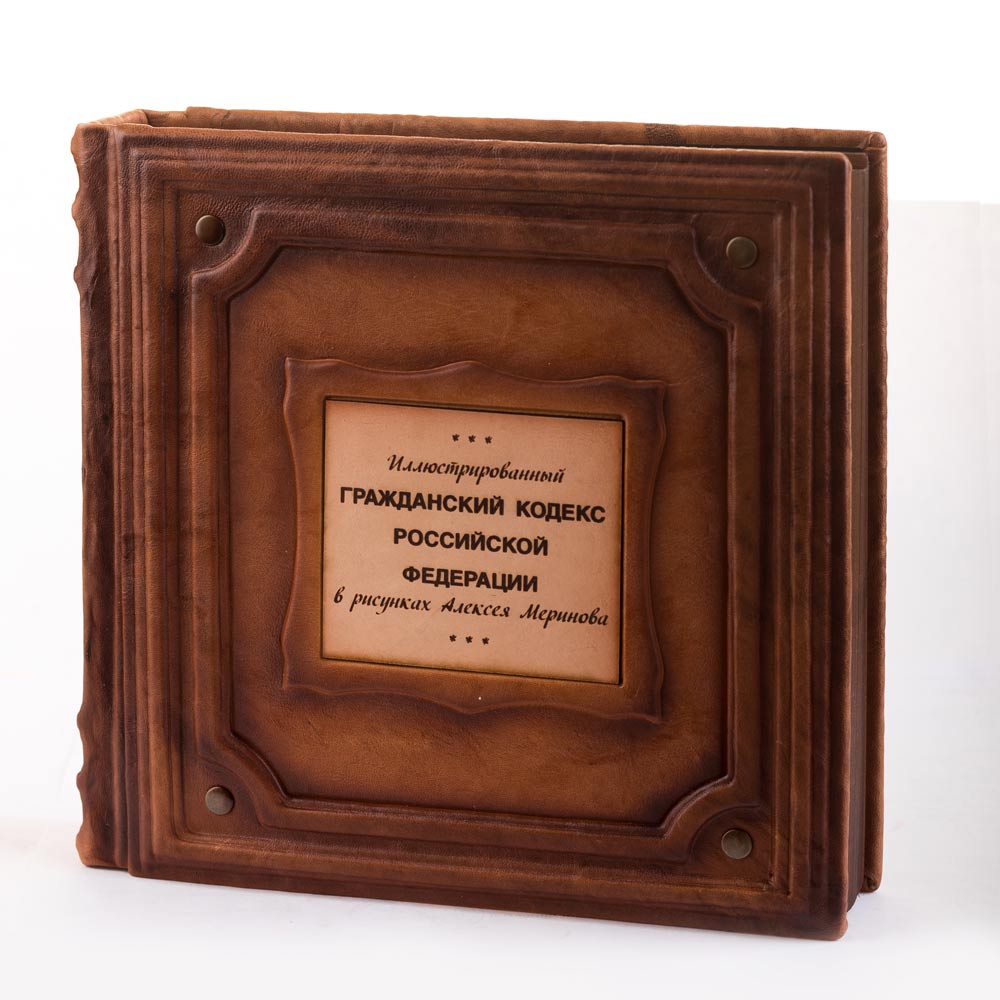 * * *
Иллюстрированный
ГРАЖДАНСКИЙ КОДЕКС
РОССИЙСКОЙ
ФЕДЕРАЦИИ
в рисунках Алексея Меринова
* * *